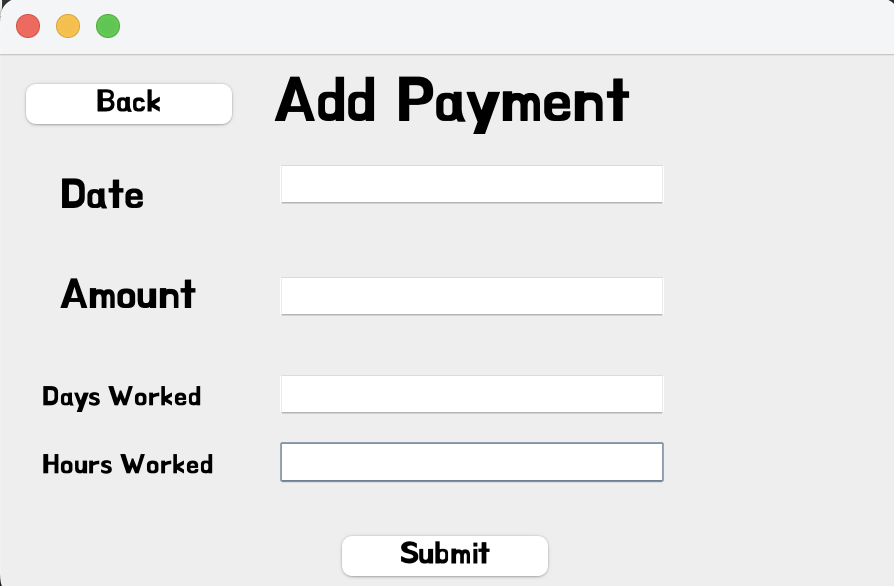 Back
Add Payment
Date
Amount
Days Worked
Hours Worked
Submit